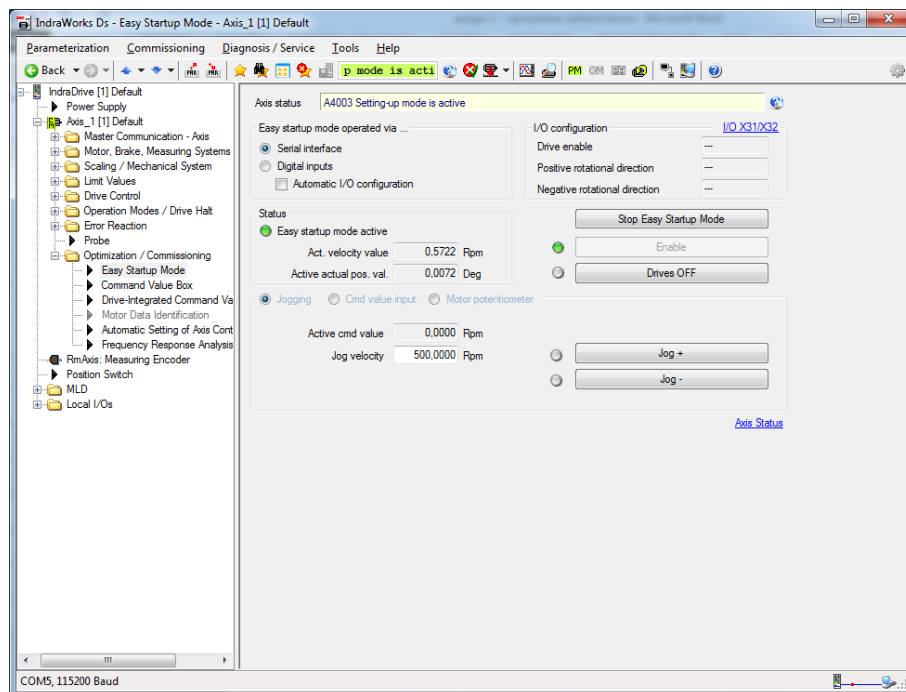 IndraWorks Ds - Easy Startup Mode - Axis_1 [1] Default
Parameterization Commissioning Diagnosis / Service Tools Help
Back p mode is acti PM OM
IndraDrive [1] Default
Power Supply
Axis_1 [1] Default
Master Communication - Axis
Motor, Brake, Measuring Systems
Scaling / Mechanical System
Limit Values
Drive Control
Operation Modes / Drive Halt
Error Reaction
Probe
Optimization / Commissioning
Easy Startup Mode
Command Value Box
Drive-Integrated Command Va
Motor Data Identification
Automatic Setting of Axis Cont
Frequency Response Analysis
RmAxis: Measuring Encoder
Position Switch
MLD
Local I/Os
Axis status A4003 Setting-up mode is active
Easy startup mode operated via ...
Serial interface
Digital inputs
Automatic I/O configuration
I/O configuration I/O X31/X32
Drive enable ---
Positive rotational direction ---
Negative rotational direction ---
Status
Easy startup mode active
Act. velocity value 0,5722 Rpm
Active actual pos. val. 0,0072 Deg
Stop Easy Startup Mode
Enable
Drives OFF
Jogging Cmd value input Motor potentiometer
Active cmd value 0,0000 Rpm
Jog velocity 500,0000 Rpm
Jog +
Jog -
Axis Status
COM5, 115200 Baud